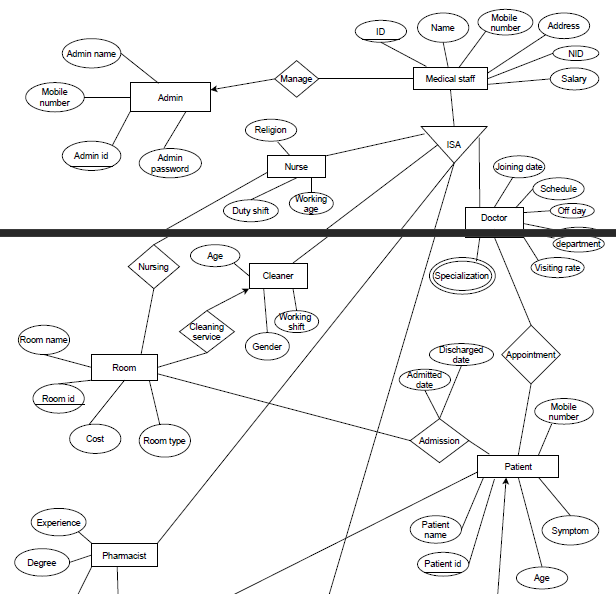 ID
Name
Mobile
number
Address
Admin name
NID
Medical staff
Salary
Manage
Mobile
number
Admin
Religion
ISA
Admin id
Admin
password
Nurse
Joining date
Schedule
Working
age
Duty shift
Off day
Doctor
department
Age
Nursing
Cleaner
Specialization
Visiting rate
Working
shift
Cleaning
service
Room name
Gender
Discharged
date
Appointment
Room
Admitted
date
Room id
Mobile
number
Cost
Room type
Admission
Patient
Experience
Patient
name
Symptom
Degree
Pharmacist
Patient id
Age